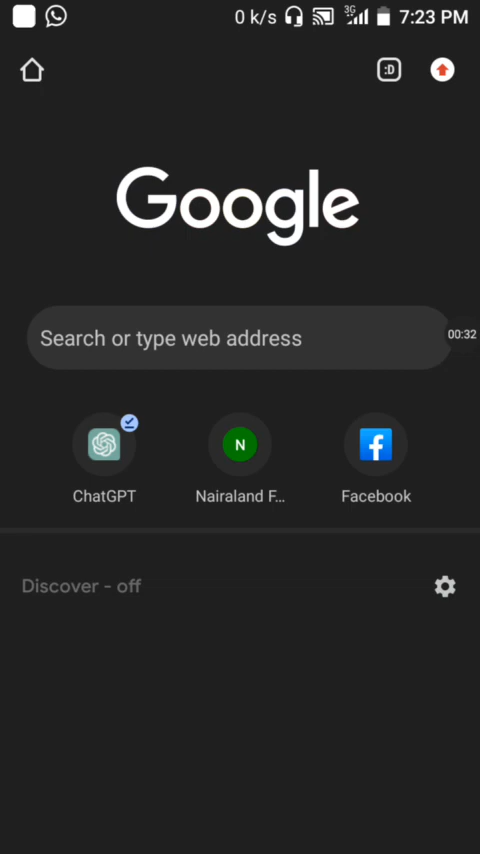 0 k/s 3G 7:23 PM
:D
Google
Search or type web address
00:32
N
ChatGPT
Nairaland F...
Facebook
Discover - off